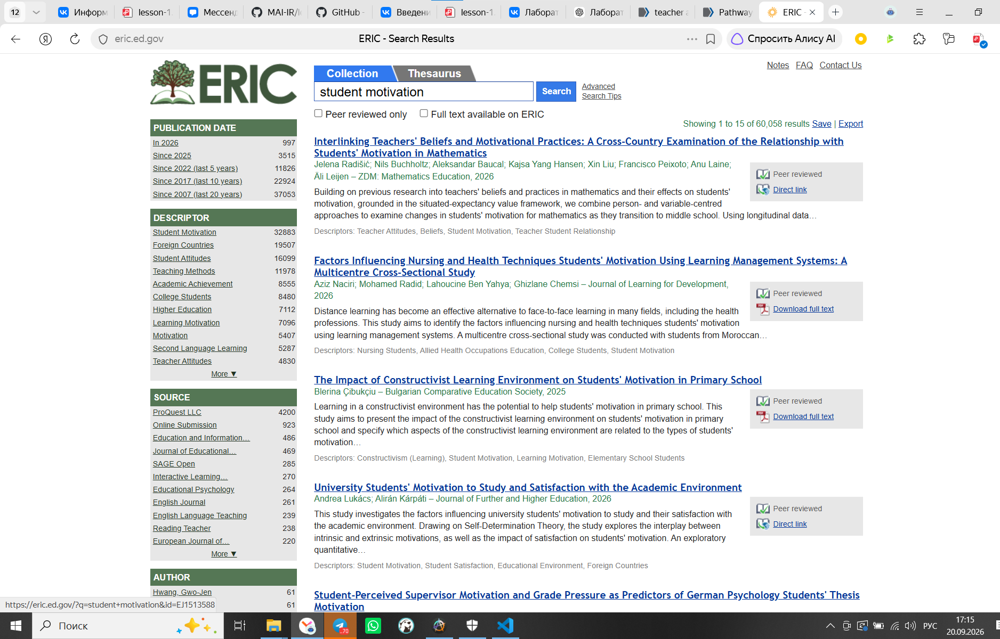 12
Информ
lesson-1.
Мессенд
MAI-IR/le
GitHub -
Введени
lesson-1.
Лаборат
Лаборат
teacher a
Pathway
ERIC -
eric.ed.gov
ERIC - Search Results
Спросить Алису AI
ERIC
Collection
Thesaurus
Notes FAQ Contact Us
student motivation
Search
Advanced
Search Tips
Peer reviewed only
Full text available on ERIC
Showing 1 to 15 of 60,058 results Save | Export
PUBLICATION DATE
In 2026 997
Since 2025 3515
Since 2022 (last 5 years) 11826
Since 2017 (last 10 years) 22924
Since 2007 (last 20 years) 37053
DESCRIPTOR
Student Motivation 32883
Foreign Countries 19507
Student Attitudes 16099
Teaching Methods 11978
Academic Achievement 8555
College Students 8480
Higher Education 7112
Learning Motivation 7096
Motivation 5407
Second Language Learning 5287
Teacher Attitudes 4830
More ▼
SOURCE
ProQuest LLC 4200
Online Submission 923
Education and Information… 486
Journal of Educational… 469
SAGE Open 285
Interactive Learning… 270
Educational Psychology 264
English Journal 261
English Language Teaching 239
Reading Teacher 238
European Journal of… 220
More ▼
AUTHOR
Hwang, Gwo-Jen 61
61
Interlinking Teachers' Beliefs and Motivational Practices: A Cross-Country Examination of the Relationship with
Students' Motivation in Mathematics
Jelena Radišić; Nils Buchholtz; Aleksandar Baucal; Kajsa Yang Hansen; Xin Liu; Francisco Peixoto; Anu Laine;
Äli Leijen – ZDM: Mathematics Education, 2026
Peer reviewed
Direct link
Building on previous research into teachers' beliefs and practices in mathematics and their effects on students'
motivation, grounded in the situated-expectancy value framework, we combine person- and variable-centred
approaches to examine changes in students' motivation for mathematics as they transition to middle school. Using longitudinal data…
Descriptors: Teacher Attitudes, Beliefs, Student Motivation, Teacher Student Relationship
Factors Influencing Nursing and Health Techniques Students' Motivation Using Learning Management Systems: A
Multicentre Cross-Sectional Study
Aziz Naciri; Mohamed Radid; Lahoucine Ben Yahya; Ghizlane Chemsi – Journal of Learning for Development,
2026
Peer reviewed
Download full text
Distance learning has become an effective alternative to face-to-face learning in many fields, including the health
professions. This study aims to identify the factors influencing nursing and health techniques students' motivation
using learning management systems. A multicentre cross-sectional study was conducted with students from Moroccan…
Descriptors: Nursing Students, Allied Health Occupations Education, College Students, Student Motivation
The Impact of Constructivist Learning Environment on Students' Motivation in Primary School
Blerina Çibukçiu – Bulgarian Comparative Education Society, 2025
Peer reviewed
Download full text
Learning in a constructivist environment has the potential to help students' motivation in primary school. This
study aims to present the impact of the constructivist learning environment on students' motivation in primary
school and specify which aspects of the constructivist learning environment are related to the types of students'
motivation…
Descriptors: Constructivism (Learning), Student Motivation, Learning Motivation, Elementary School Students
University Students' Motivation to Study and Satisfaction with the Academic Environment
Andrea Lukács; Alirán Kárpáti – Journal of Further and Higher Education, 2026
Peer reviewed
Direct link
This study investigates the factors influencing university students' motivation to study and their satisfaction with
the academic environment. Drawing on Self-Determination Theory, the study explores the interplay between
intrinsic and extrinsic motivations, as well as the impact of satisfaction on students' motivation. An exploratory
quantitative…
Descriptors: Student Motivation, Student Satisfaction, Educational Environment, Foreign Countries
Student-Perceived Supervisor Motivation and Grade Pressure as Predictors of German Psychology Students' Thesis
Motivation
https://eric.ed.gov/?q=student+motivation&id=EJ1513588
Поиск
..70
РУС
17:15
20.09.2026